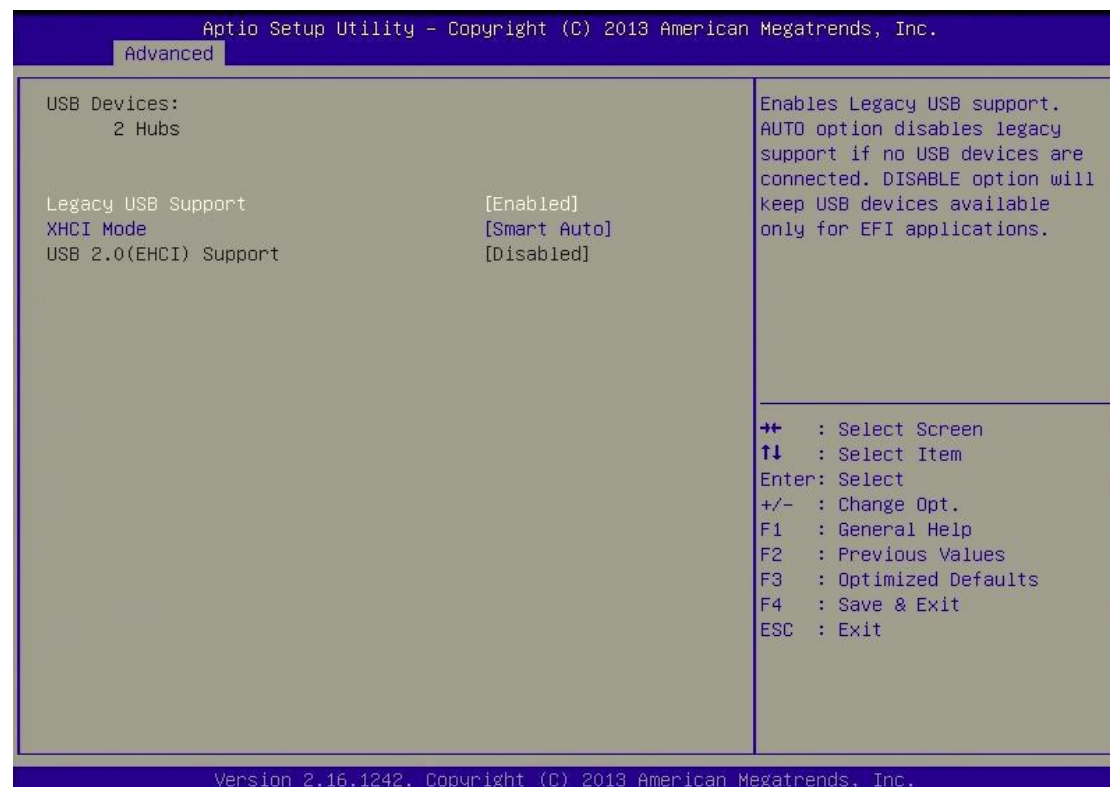 Aptio Setup Utility – Copyright (C) 2013 American Megatrends, Inc.
Advanced
USB Devices:
2 Hubs
Legacy USB Support [Enabled]
XHCI Mode [Smart Auto]
USB 2.0(EHCI) Support [Disabled]
Enables Legacy USB support.
AUTO option disables legacy
support if no USB devices are
connected. DISABLE option will
keep USB devices available
only for EFI applications.
→← : Select Screen
↑↓ : Select Item
Enter: Select
+/- : Change Opt.
F1 : General Help
F2 : Previous Values
F3 : Optimized Defaults
F4 : Save & Exit
ESC : Exit
Version 2.16.1242. Copyright (C) 2013 American Megatrends, Inc.